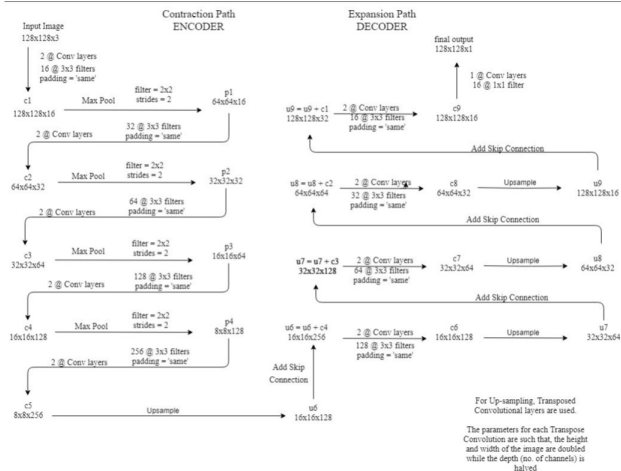 Contraction Path
ENCODER
Expansion Path
DECODER
Input Image
128x128x3
2 @ Conv layers
16 @ 3x3 filters
padding = 'same'
c1
128x128x16
Max Pool
filter = 2x2
strides = 2
p1
64x64x16
2 @ Conv layers
32 @ 3x3 filters
padding = 'same'
c2
64x64x32
Max Pool
filter = 2x2
strides = 2
p2
32x32x32
2 @ Conv layers
64 @ 3x3 filters
padding = 'same'
c3
32x32x64
Max Pool
filter = 2x2
strides = 2
p3
16x16x64
2 @ Conv layers
128 @ 3x3 filters
padding = 'same'
c4
16x16x128
Max Pool
filter = 2x2
strides = 2
p4
8x8x128
2 @ Conv layers
256 @ 3x3 filters
padding = 'same'
c5
8x8x256
Upsample
u6
16x16x128
Add Skip
Connection
u6 = u6 + c4
16x16x256
2 @ Conv layers
128 @ 3x3 filters
padding = 'same'
c6
16x16x128
Upsample
u7
32x32x64
Add Skip Connection
u7 = u7 + c3
32x32x128
2 @ Conv layers
64 @ 3x3 filters
padding = 'same'
c7
32x32x64
Upsample
u8
64x64x32
Add Skip Connection
u8 = u8 + c2
64x64x64
2 @ Conv layers
32 @ 3x3 filters
padding = 'same'
c8
64x64x32
Upsample
u9
128x128x16
Add Skip Connection
u9 = u9 + c1
128x128x32
2 @ Conv layers
16 @ 3x3 filters
padding = 'same'
c9
128x128x16
1 @ Conv layers
16 @ 1x1 filter
final output
128x128x1
For Up-sampling, Transposed
Convolutional layers are used.
The parameters for each Transpose
Convolution are such that, the height
and width of the image are doubled
while the depth (no. of channels) is
halved